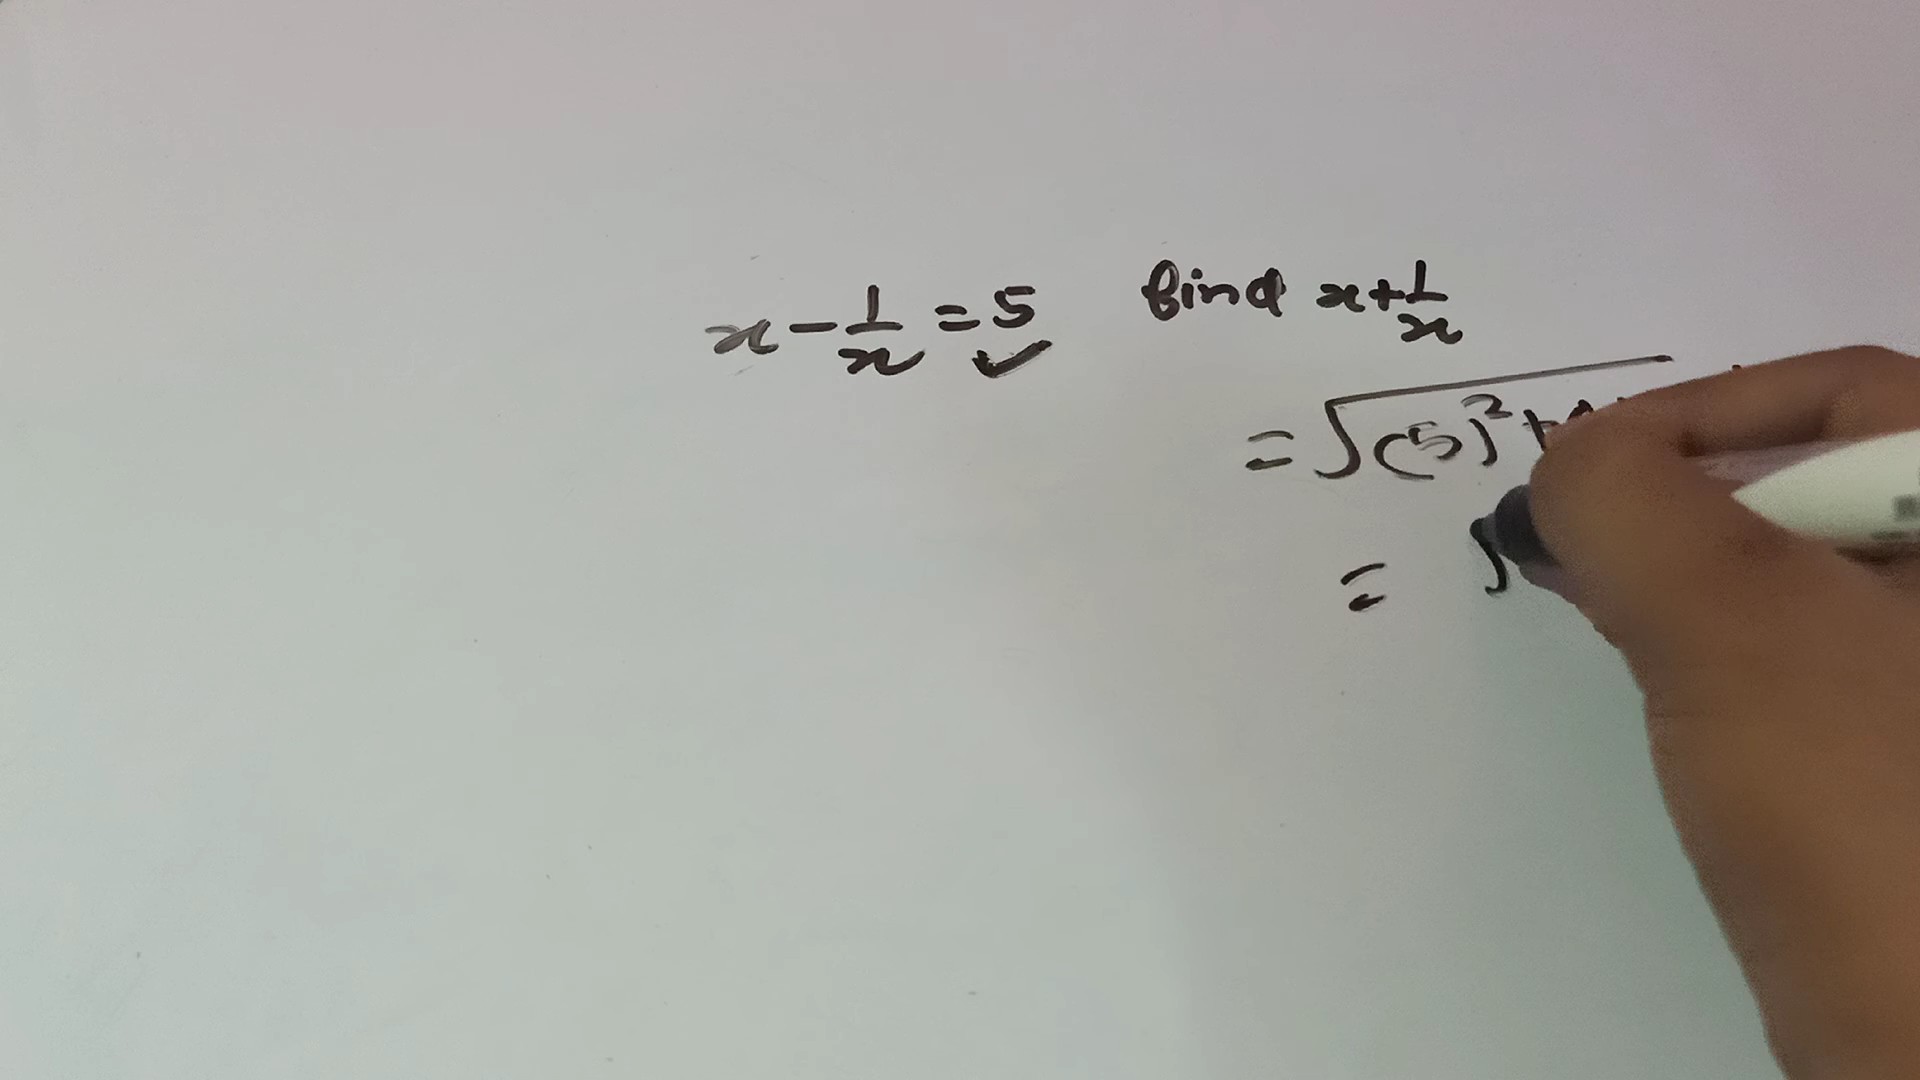 x - 1/x = 5 find x + 1/x
= √(5)² +
= √